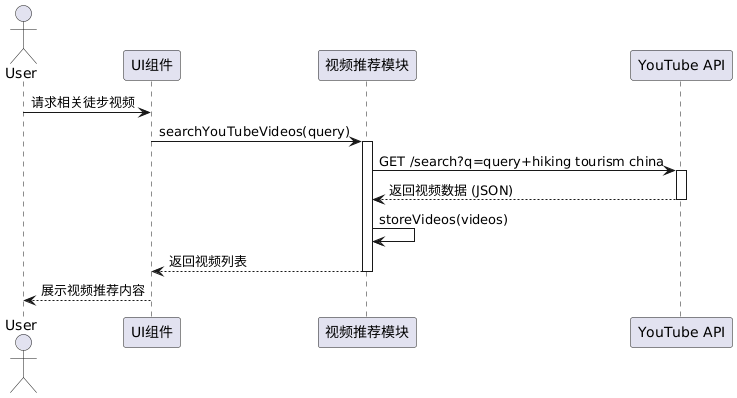 User
UI组件
视频推荐模块
YouTube API
请求相关徒步视频
searchYouTubeVideos(query)
GET /search?q=query+hiking tourism china
返回视频数据 (JSON)
storeVideos(videos)
返回视频列表
展示视频推荐内容
User
UI组件
视频推荐模块
YouTube API